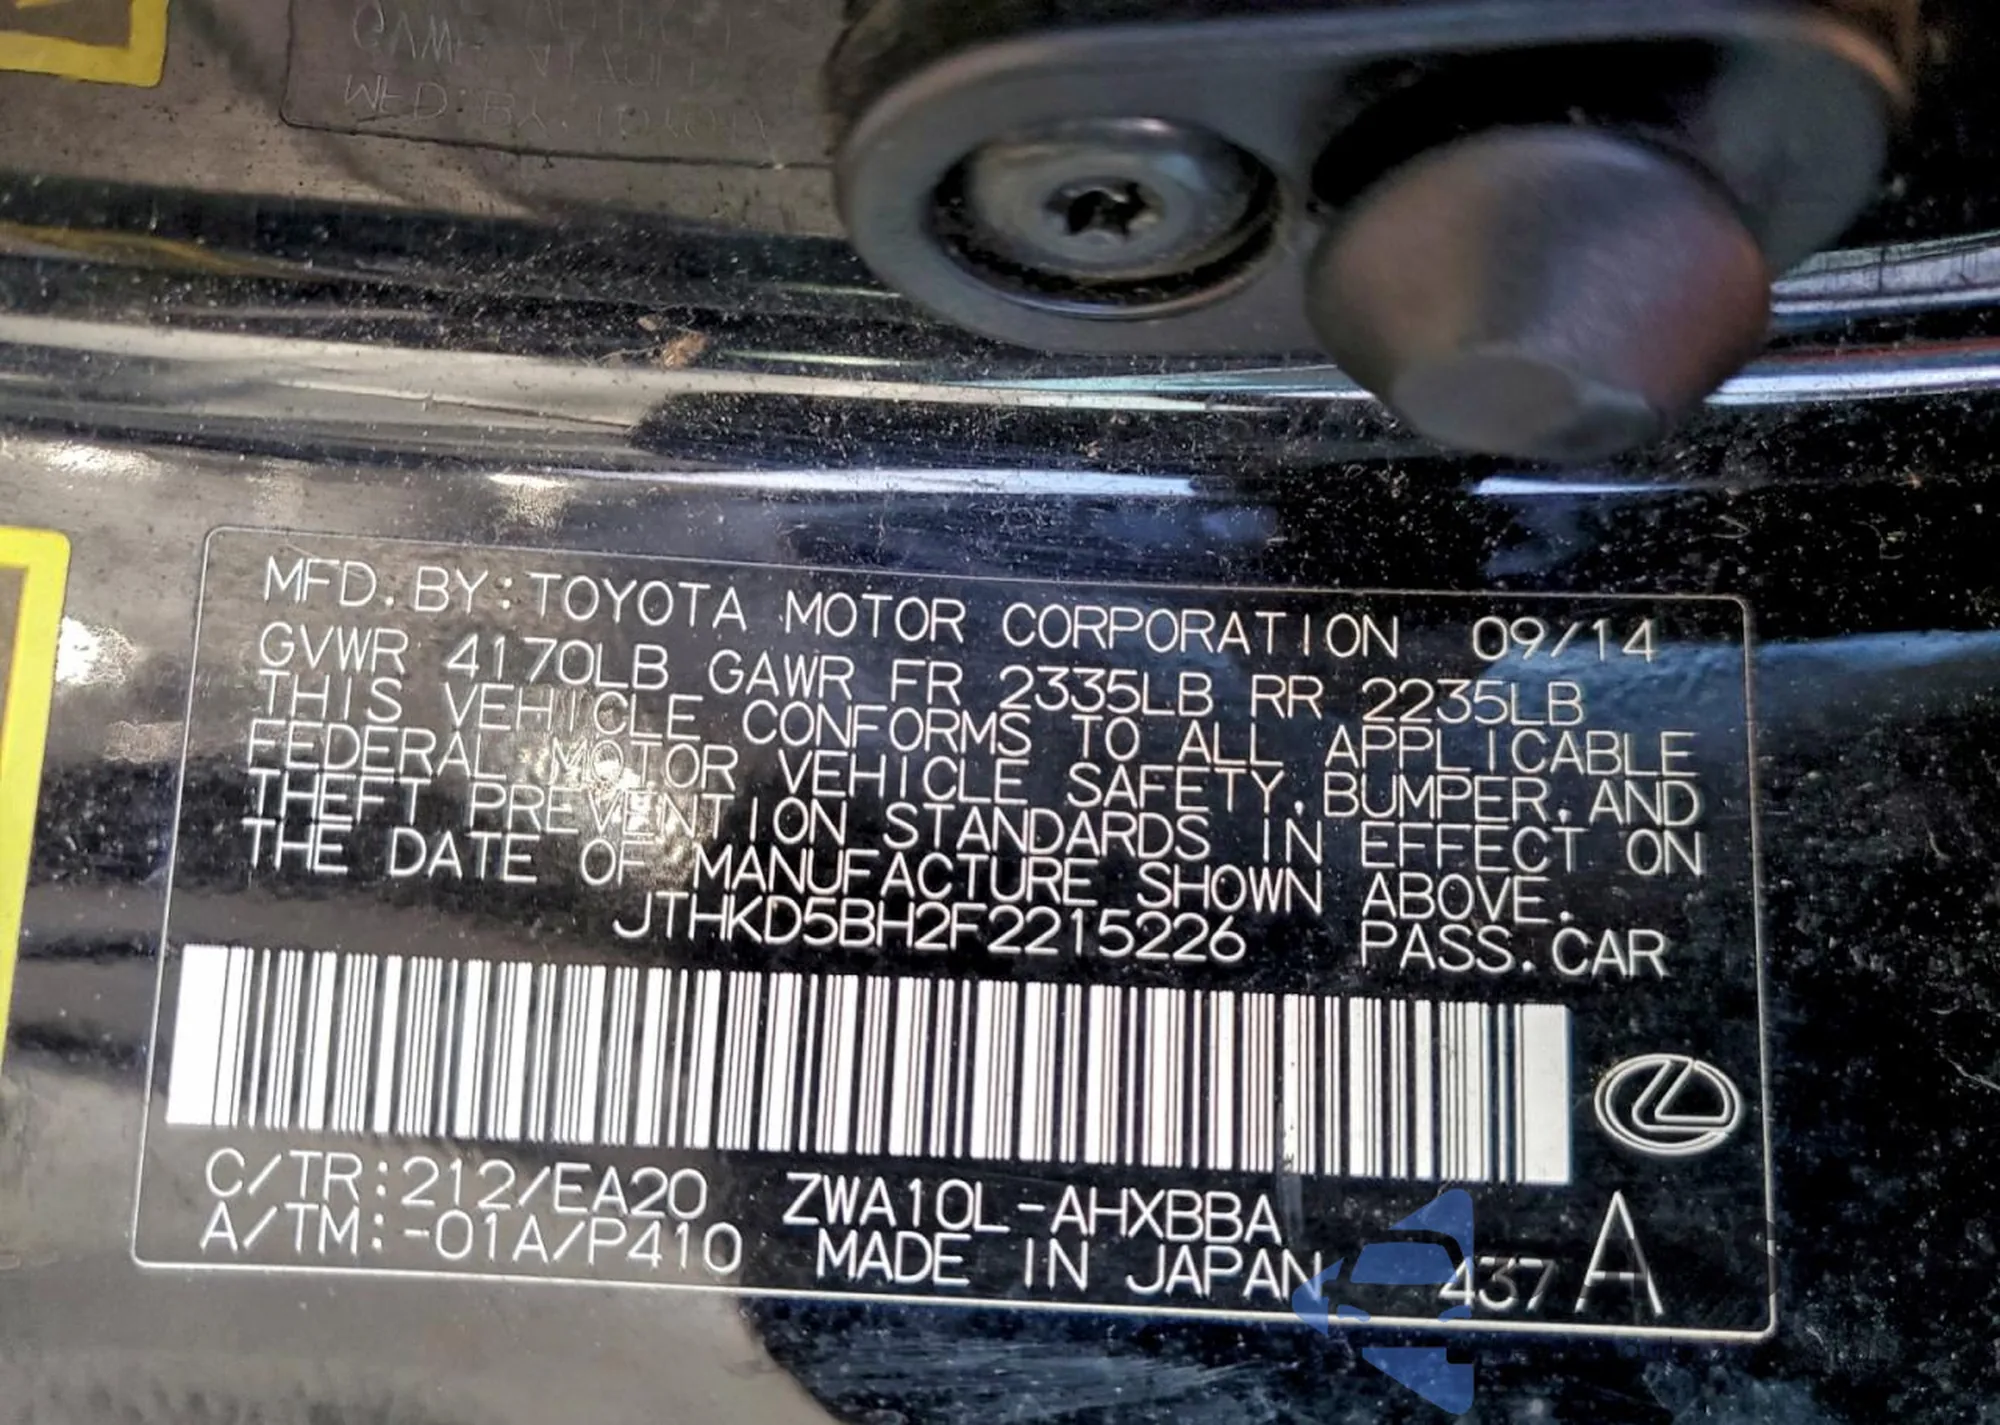 MFD. BY: TOYOTA MOTOR CORPORATION 09/14
GVWR 4170LB GAWR FR 2335LB RR 2235LB
THIS VEHICLE CONFORMS TO ALL APPLICABLE
FEDERAL MOTOR VEHICLE SAFETY, BUMPER, AND
THEFT PREVENTION STANDARDS IN EFFECT ON
THE DATE OF MANUFACTURE SHOWN ABOVE.
JTHKD5BH2F2215226 PASS. CAR
C/TR: 212/EA20 ZWA10L-AHXBBA
A/TM: -01A/P410 MADE IN JAPAN 437 A